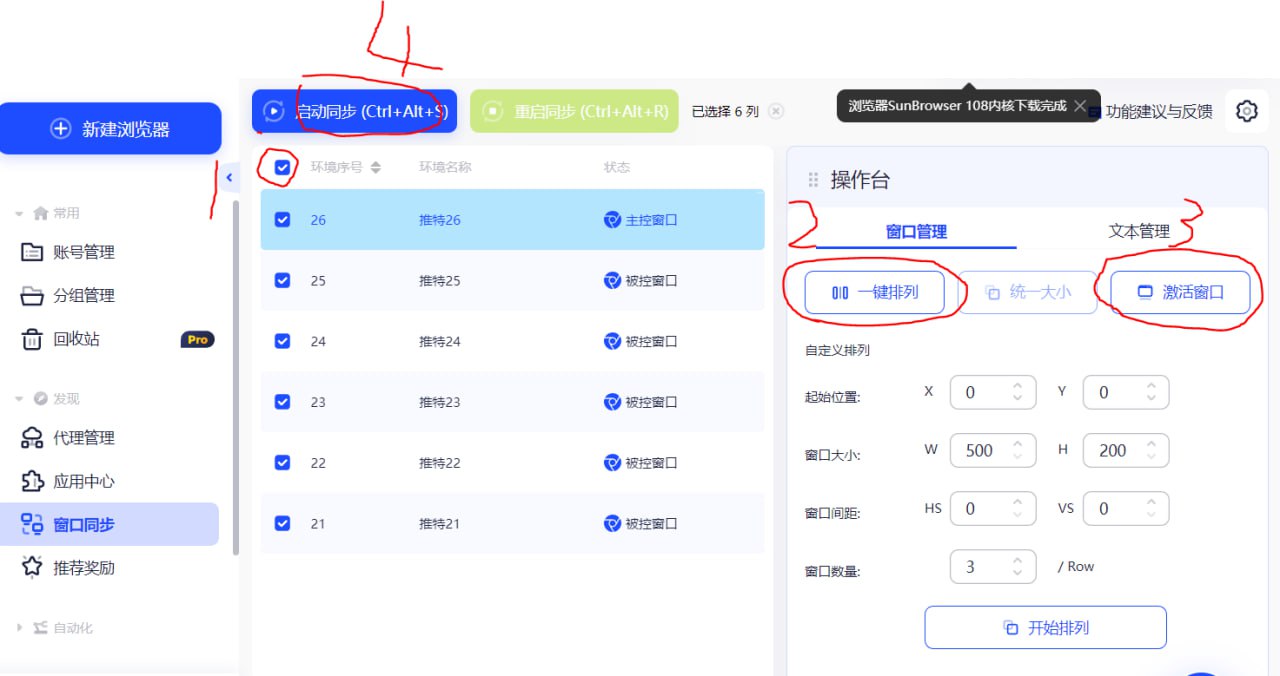 4
新建浏览器
启动同步 (Ctrl+Alt+S)
重启同步 (Ctrl+Alt+R)
已选择 6 列
浏览器SunBrowser 108内核下载完成
功能建议与反馈
1
常用
账号管理
分组管理
回收站
Pro
发现
代理管理
应用中心
窗口同步
推荐奖励
自动化
环境序号
环境名称
状态
26
推特26
主控窗口
25
推特25
被控窗口
24
推特24
被控窗口
23
推特23
被控窗口
22
推特22
被控窗口
21
推特21
被控窗口
操作台
2
窗口管理
文本管理
3
一键排列
统一大小
激活窗口
自定义排列
起始位置:
X
0
Y
0
窗口大小:
W
500
H
200
窗口间距:
HS
0
VS
0
窗口数量:
3
/ Row
开始排列